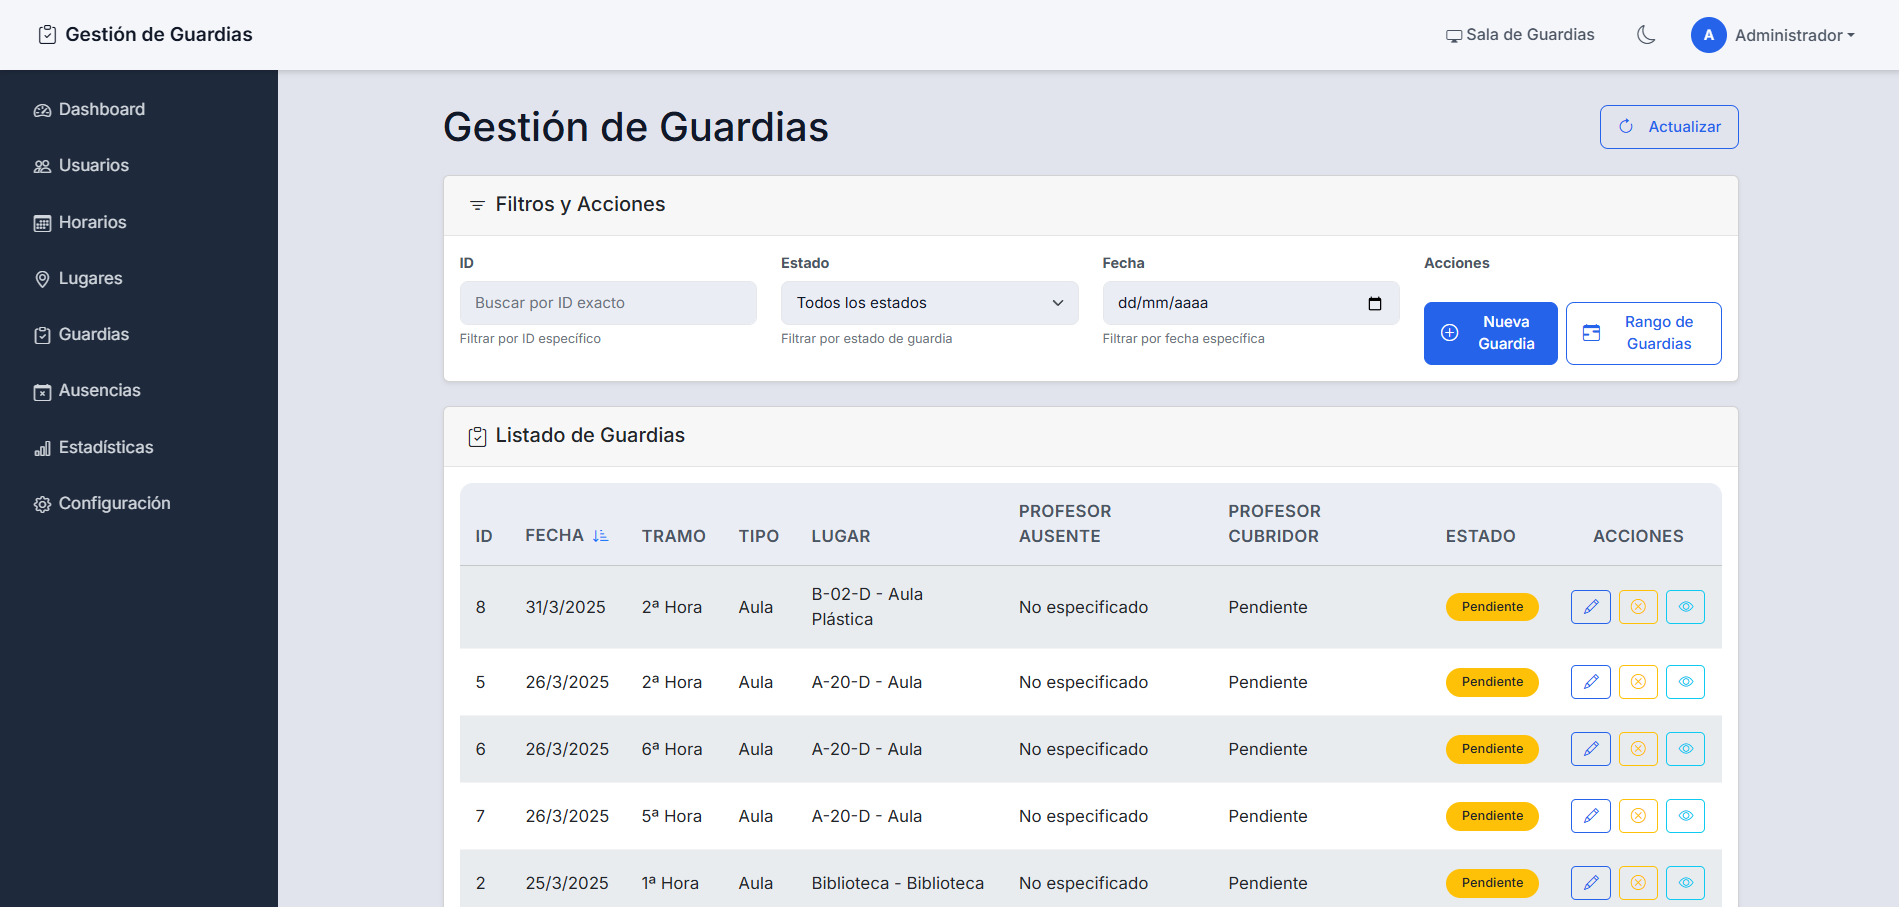 Gestión de Guardias
Sala de Guardias
A
Administrador
Dashboard
Usuarios
Horarios
Lugares
Guardias
Ausencias
Estadísticas
Configuración
Gestión de Guardias
Actualizar
Filtros y Acciones
ID
Buscar por ID exacto
Filtrar por ID específico
Estado
Todos los estados
Filtrar por estado de guardia
Fecha
dd/mm/aaaa
Filtrar por fecha específica
Acciones
Nueva
Guardia
Rango de
Guardias
Listado de Guardias
ID FECHA TRAMO TIPO LUGAR PROFESOR AUSENTE PROFESOR CUBRIDOR ESTADO ACCIONES
8 31/3/2025 2ª Hora Aula B-02-D - Aula Plástica No especificado Pendiente Pendiente
5 26/3/2025 2ª Hora Aula A-20-D - Aula No especificado Pendiente Pendiente
6 26/3/2025 6ª Hora Aula A-20-D - Aula No especificado Pendiente Pendiente
7 26/3/2025 5ª Hora Aula A-20-D - Aula No especificado Pendiente Pendiente
2 25/3/2025 1ª Hora Aula Biblioteca - Biblioteca No especificado Pendiente Pendiente